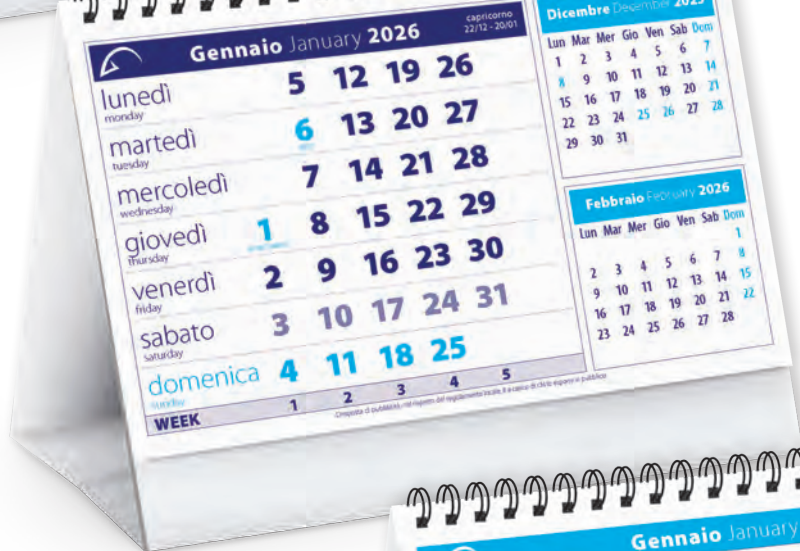 Gennaio January 2026
capricorno
22/12 - 20/01
lunedì 5 12 19 26
monday
martedì 6 13 20 27
tuesday
mercoledì 7 14 21 28
wednesday
giovedì 1 8 15 22 29
thursday
venerdì 2 9 16 23 30
friday
sabato 3 10 17 24 31
saturday
domenica 4 11 18 25
sunday
WEEK 1 2 3 4 5
Dicembre December 2025
Lun Mar Mer Gio Ven Sab Dom
1 2 3 4 5 6 7
8 9 10 11 12 13 14
15 16 17 18 19 20 21
22 23 24 25 26 27 28
29 30 31
Febbraio February 2026
Lun Mar Mer Gio Ven Sab Dom
1
2 3 4 5 6 7 8
9 10 11 12 13 14 15
16 17 18 19 20 21 22
23 24 25 26 27 28
Gennaio January